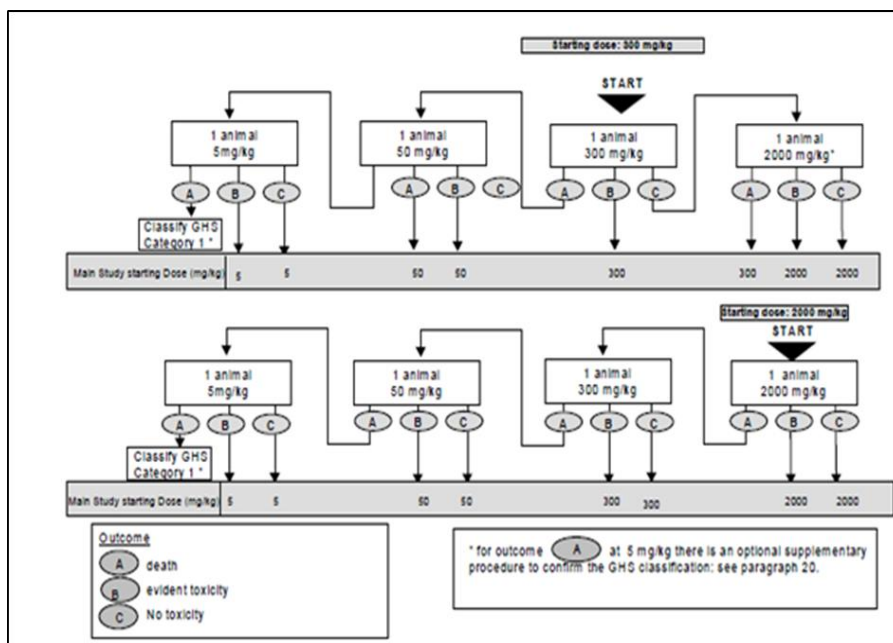 Starting dose: 300 mg/kg
START
1 animal
5mg/kg
1 animal
50 mg/kg
1 animal
300 mg/kg
1 animal
2000 mg/kg*
A B C A B C A B C A B C
Classify GHS
Category 1 *
Main Study starting Dose (mg/kg) 5 5 50 50 300 300 2000 2000
Starting dose: 2000 mg/kg
START
1 animal
5mg/kg
1 animal
50 mg/kg
1 animal
300 mg/kg
1 animal
2000 mg/kg
A B C A B C A B C A B C
Classify GHS
Category 1 *
Main Study starting Dose (mg/kg) 5 5 50 50 300 300 2000 2000
Outcome
A death
B evident toxicity
C No toxicity
* for outcome A at 5 mg/kg there is an optional supplementary
procedure to confirm the GHS classification: see paragraph 20.